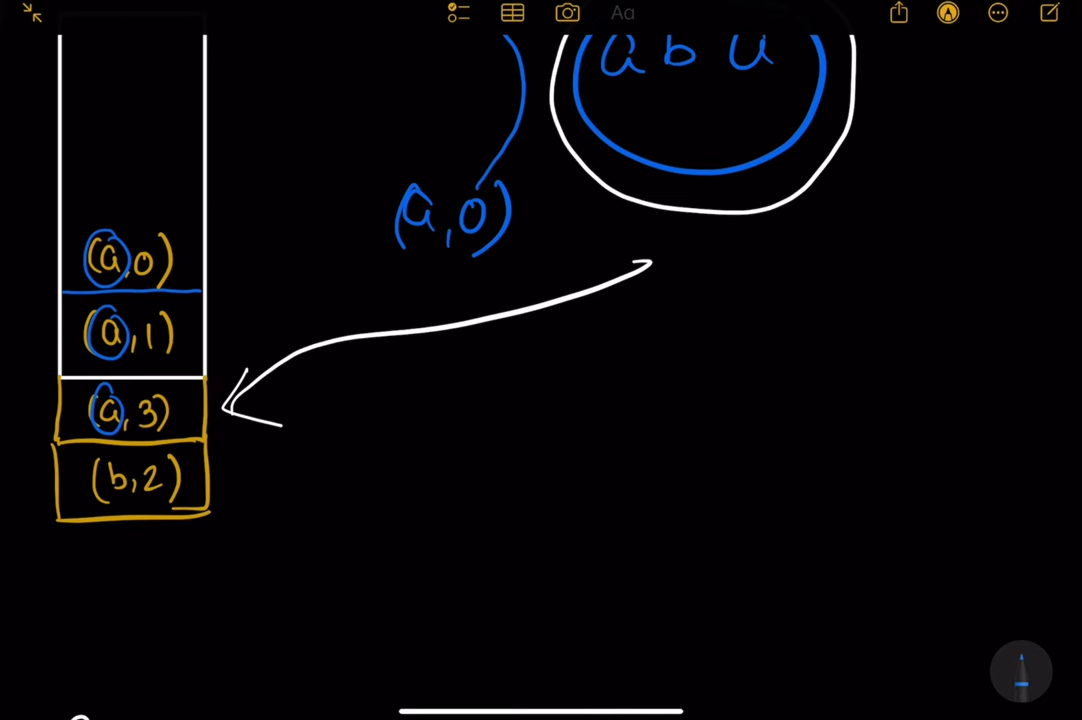 Aa
a b a
(a,0)
(a,0)
(a,1)
(a,3)
(b,2)